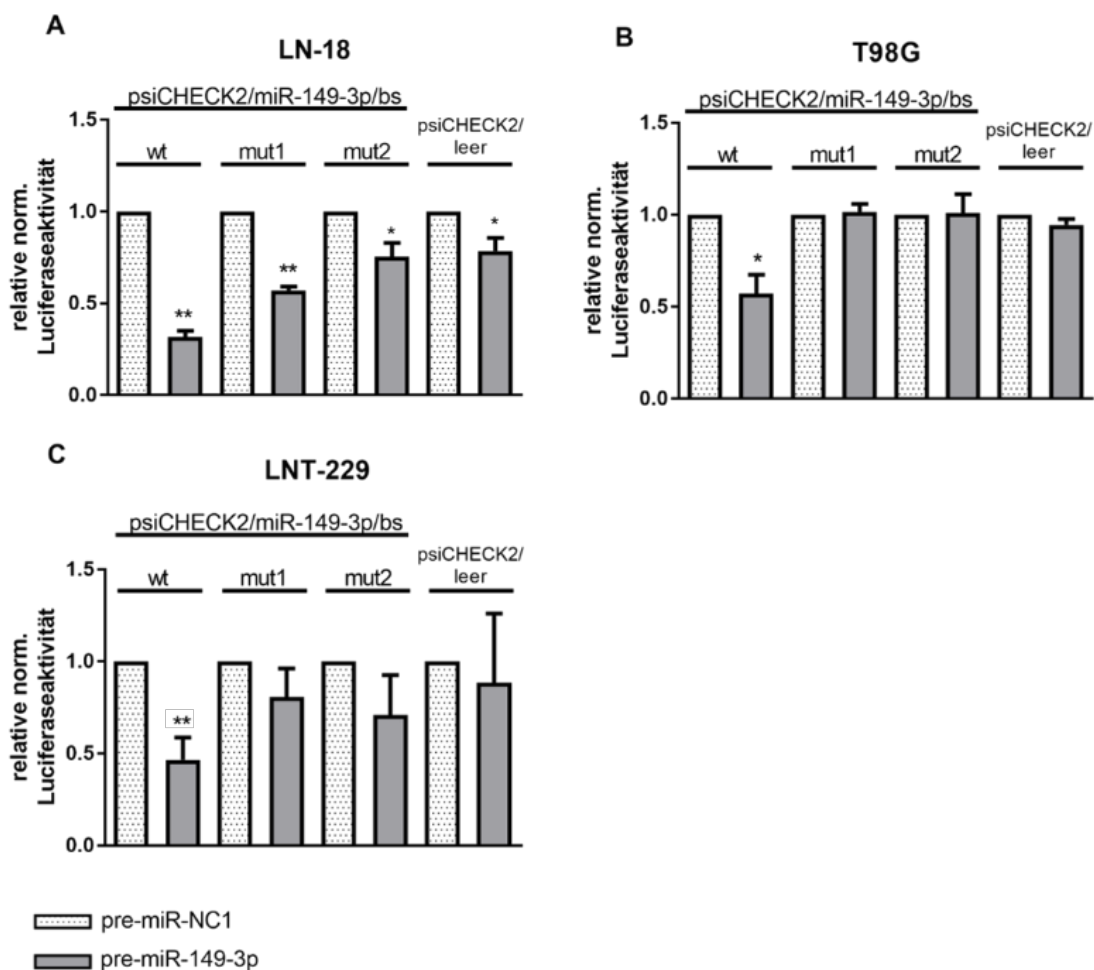 A
LN-18
psiCHECK2/miR-149-3p/bs
psiCHECK2/
leer
wt
mut1
mut2
relative norm.
Luciferaseaktivität
1.5
1.0
0.5
0.0
**
**
*
*
B
T98G
psiCHECK2/miR-149-3p/bs
psiCHECK2/
leer
wt
mut1
mut2
relative norm.
Luciferaseaktivität
1.5
1.0
0.5
0.0
*
C
LNT-229
psiCHECK2/miR-149-3p/bs
psiCHECK2/
leer
wt
mut1
mut2
relative norm.
Luciferaseaktivität
1.5
1.0
0.5
0.0
**
pre-miR-NC1
pre-miR-149-3p